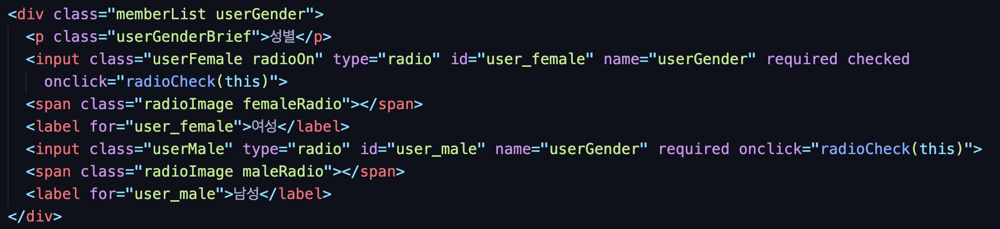 <div class="memberList userGender">
<p class="userGenderBrief">성별</p>
<input class="userFemale radioOn" type="radio" id="user_female" name="userGender" required checked
onclick="radioCheck(this)">
<span class="radioImage femaleRadio"></span>
<label for="user_female">여성</label>
<input class="userMale" type="radio" id="user_male" name="userGender" required onclick="radioCheck(this)">
<span class="radioImage maleRadio"></span>
<label for="user_male">남성</label>
</div>